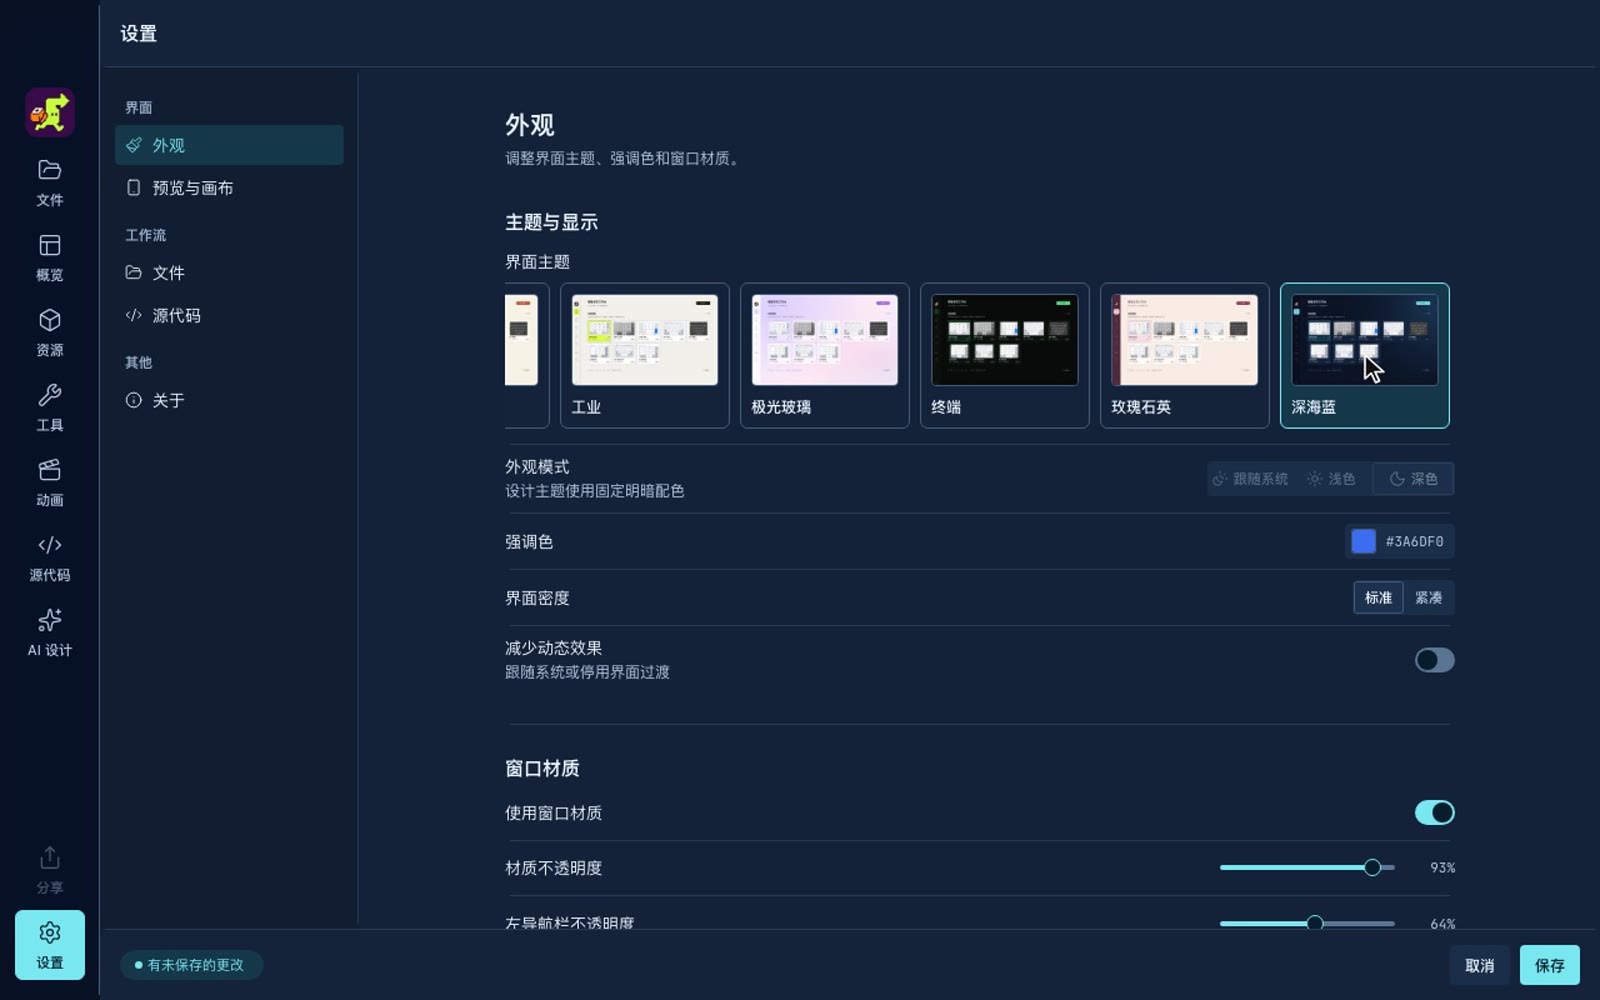 设置
文件
概览
资源
工具
动画
源代码
AI 设计
分享
设置
界面
外观
预览与画布
工作流
文件
源代码
其他
关于
外观
调整界面主题、强调色和窗口材质。
主题与显示
界面主题
工业
极光玻璃
终端
玫瑰石英
深海蓝
外观模式
设计主题使用固定明暗配色
跟随系统 浅色 深色
强调色
#3A6DF0
界面密度
标准 紧凑
减少动态效果
跟随系统或停用界面过渡
窗口材质
使用窗口材质
材质不透明度
93%
左导航栏不透明度
64%
有未保存的更改
取消
保存